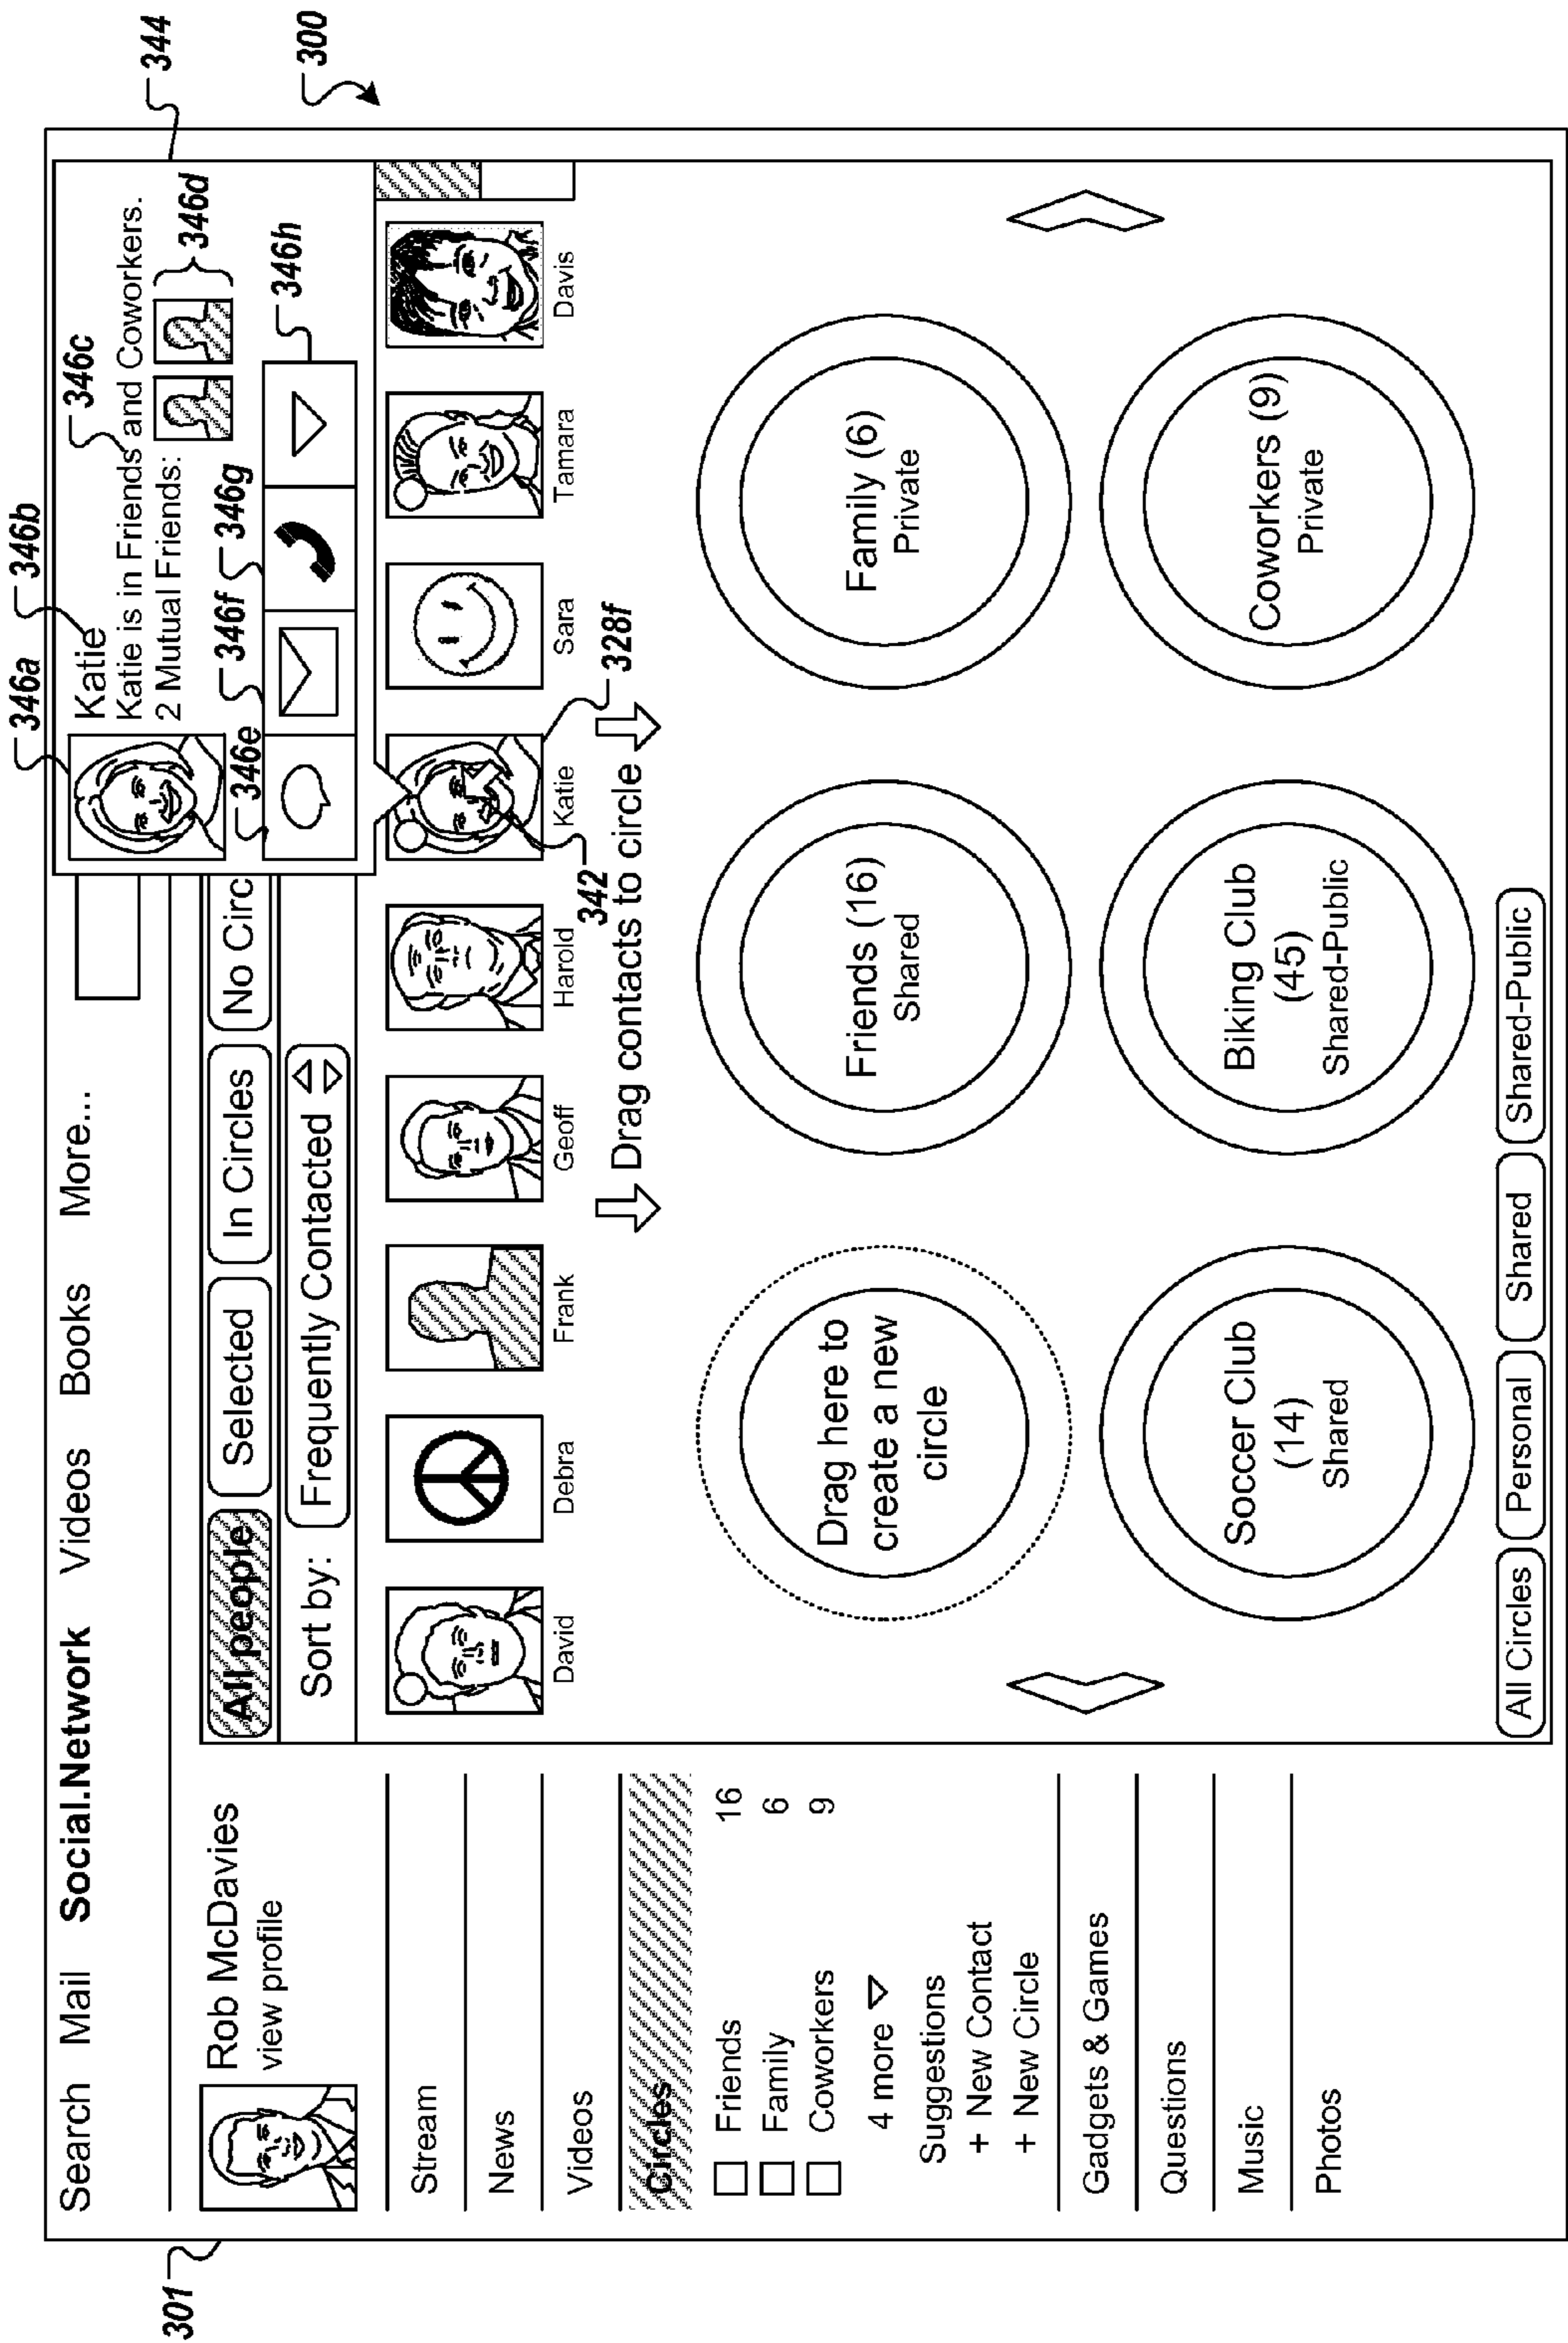 300
344
301
Search Mail Social.Network Videos Books More...
346a
346b
346c
346d
346e
346f
346g
346h
Katie
Katie is in Friends and Coworkers.
2 Mutual Friends:
Rob McDavies
view profile
Stream
News
Videos
Circles
Friends 16
Family 6
Coworkers 9
4 more
Suggestions
+ New Contact
+ New Circle
Gadgets & Games
Questions
Music
Photos
All people Selected In Circles No Circ
Sort by: Frequently Contacted
David Debra Frank Geoff Harold Katie Sara Tamara Davis
342
328f
Drag contacts to circle
Drag here to
create a new
circle
Friends (16)
Shared
Family (6)
Private
Soccer Club
(14)
Shared
Biking Club
(45)
Shared-Public
Coworkers (9)
Private
All Circles Personal Shared Shared-Public